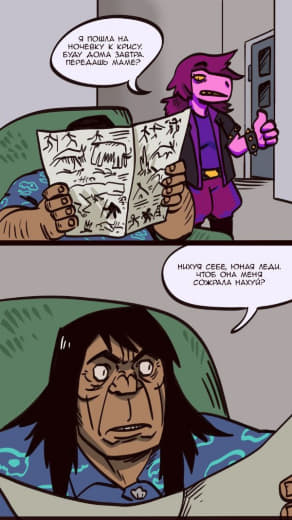 Я ПОШЛА НА
НОЧЕВКУ К КРИСУ.
БУДУ ДОМА ЗАВТРА.
ПЕРЕДАШЬ МАМЕ?
НИХУЯ СЕБЕ, ЮНАЯ ЛЕДИ.
ЧТОБ ОНА МЕНЯ
СОЖРАЛА НАХУЙ?